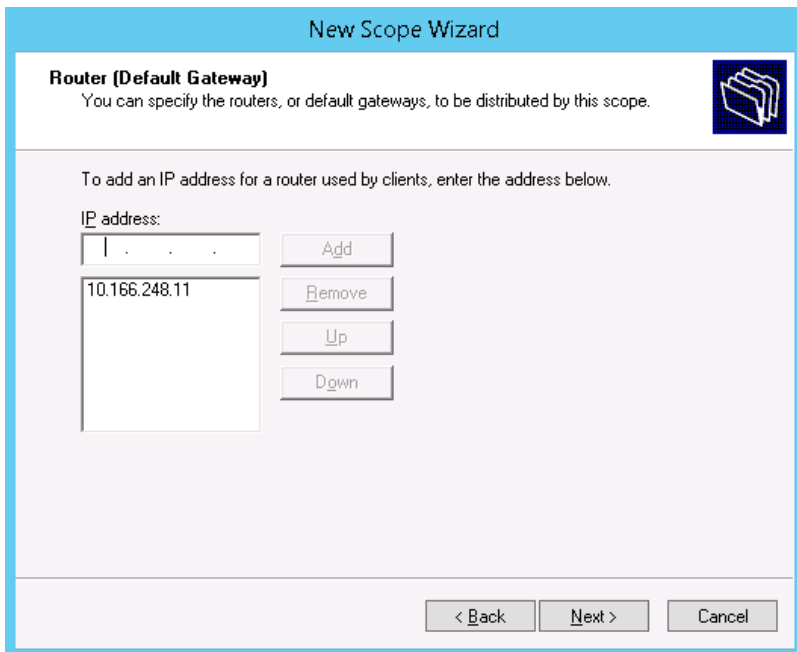 New Scope Wizard
Router (Default Gateway)
You can specify the routers, or default gateways, to be distributed by this scope.
To add an IP address for a router used by clients, enter the address below.
IP address:
. . .
Add
10.166.248.11
Remove
Up
Down
< Back
Next >
Cancel